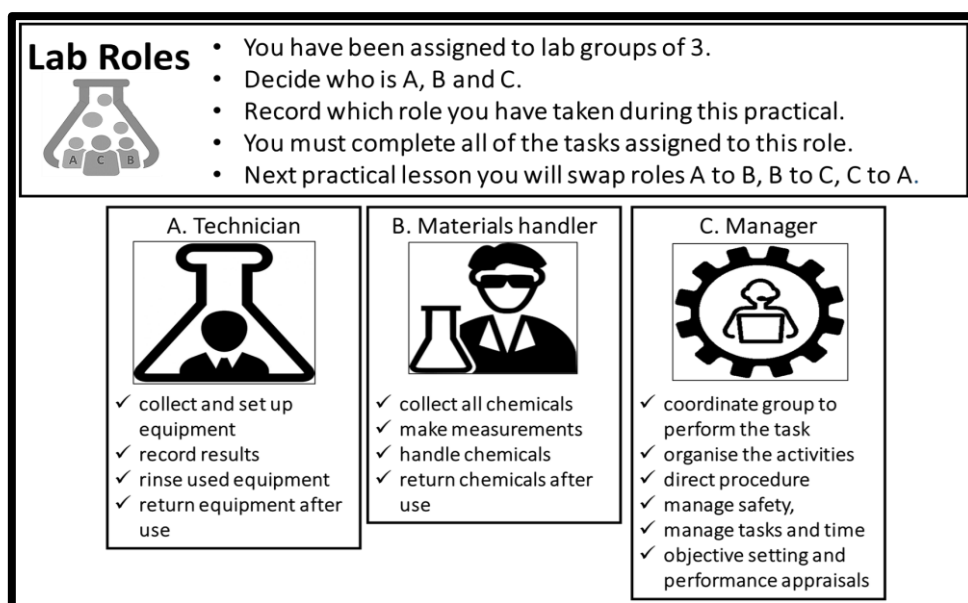 Lab Roles
• You have been assigned to lab groups of 3.
• Decide who is A, B and C.
• Record which role you have taken during this practical.
• You must complete all of the tasks assigned to this role.
• Next practical lesson you will swap roles A to B, B to C, C to A.
A C B
A. Technician
✓ collect and set up
equipment
✓ record results
✓ rinse used equipment
✓ return equipment after
use
B. Materials handler
✓ collect all chemicals
✓ make measurements
✓ handle chemicals
✓ return chemicals after
use
C. Manager
✓ coordinate group to
perform the task
✓ organise the activities
✓ direct procedure
✓ manage safety,
✓ manage tasks and time
✓ objective setting and
performance appraisals